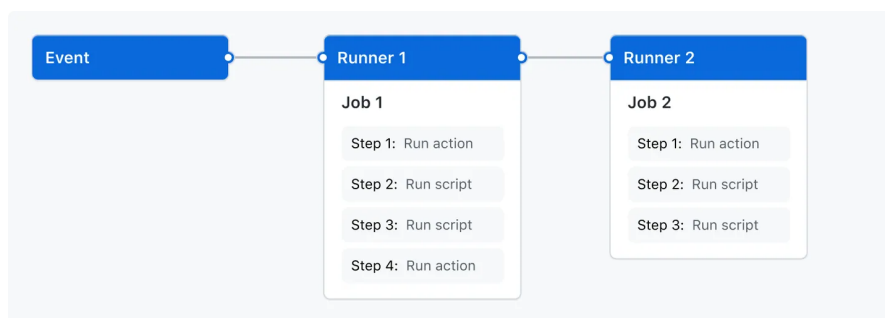 Event
Runner 1
Job 1
Step 1: Run action
Step 2: Run script
Step 3: Run script
Step 4: Run action
Runner 2
Job 2
Step 1: Run action
Step 2: Run script
Step 3: Run script